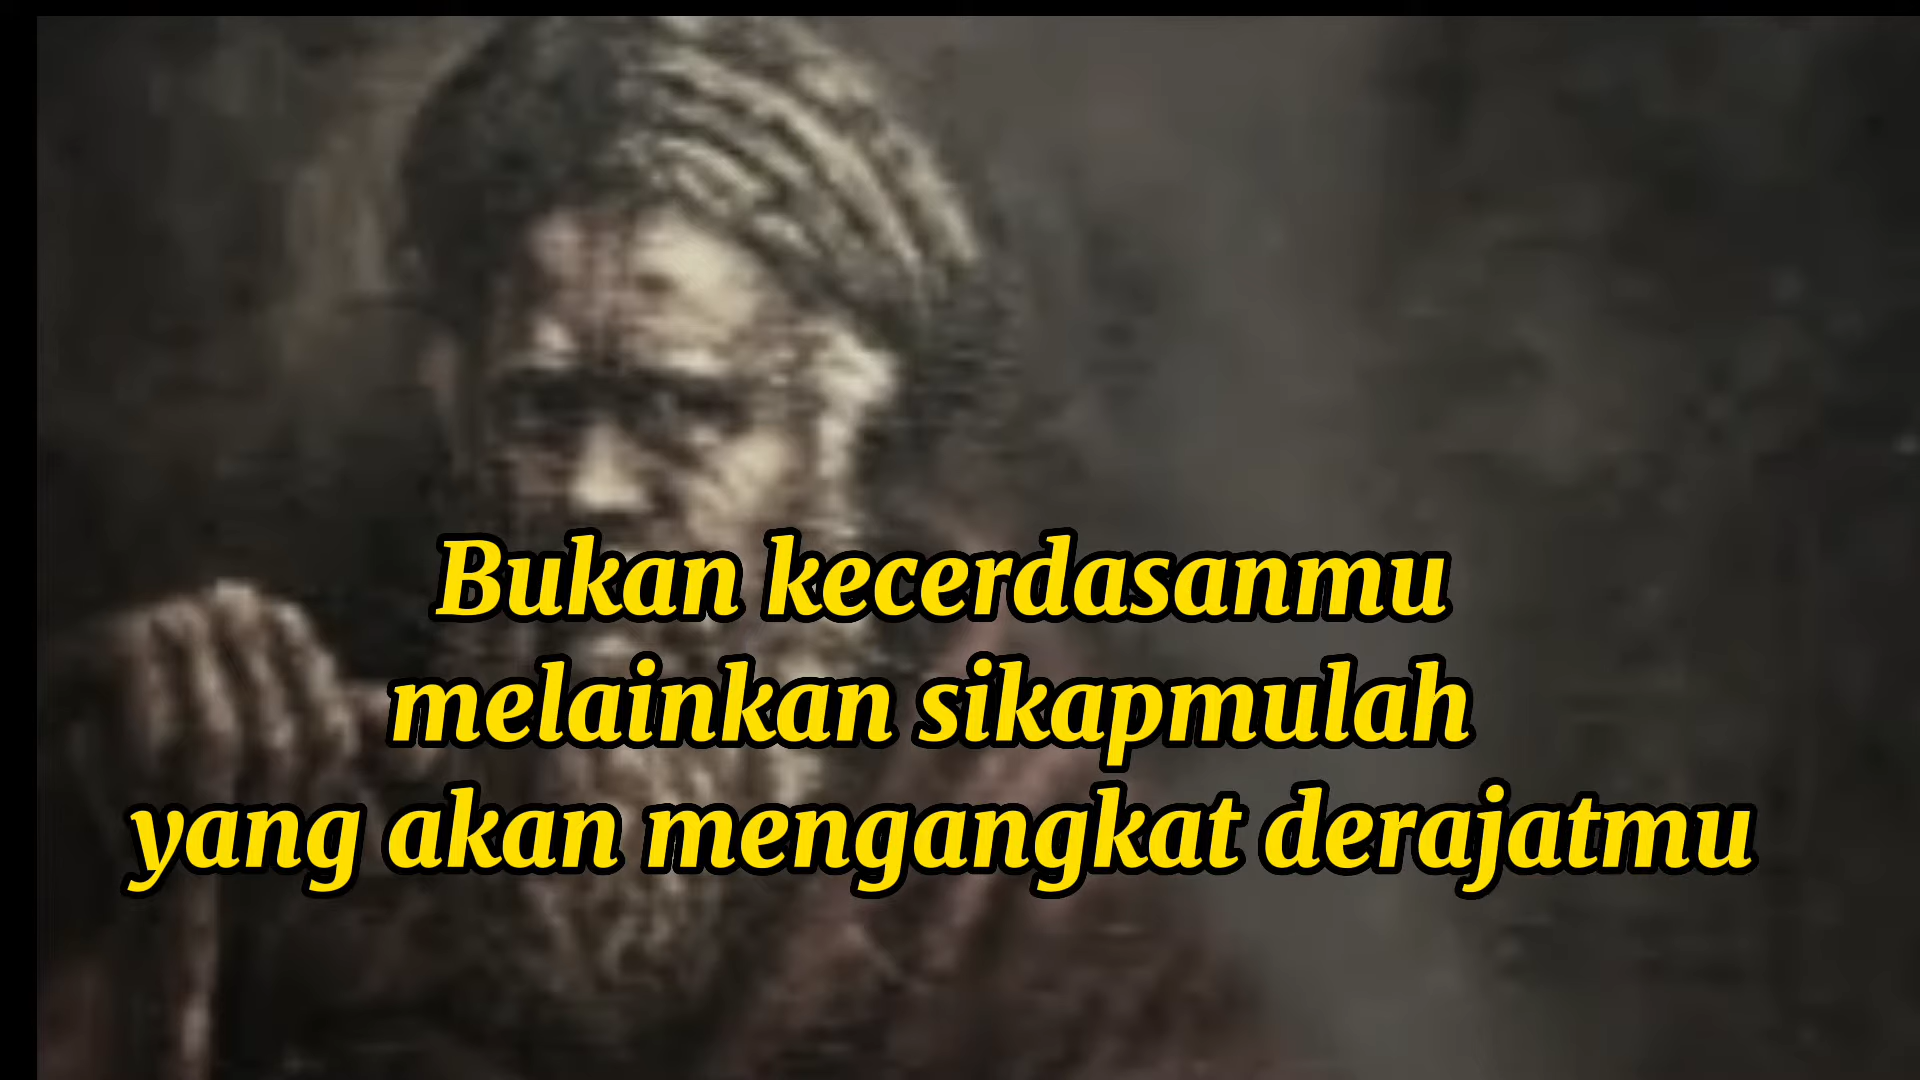 Bukan kecerdasanmu
melainkan sikapmulah
yang akan mengangkat derajatmu